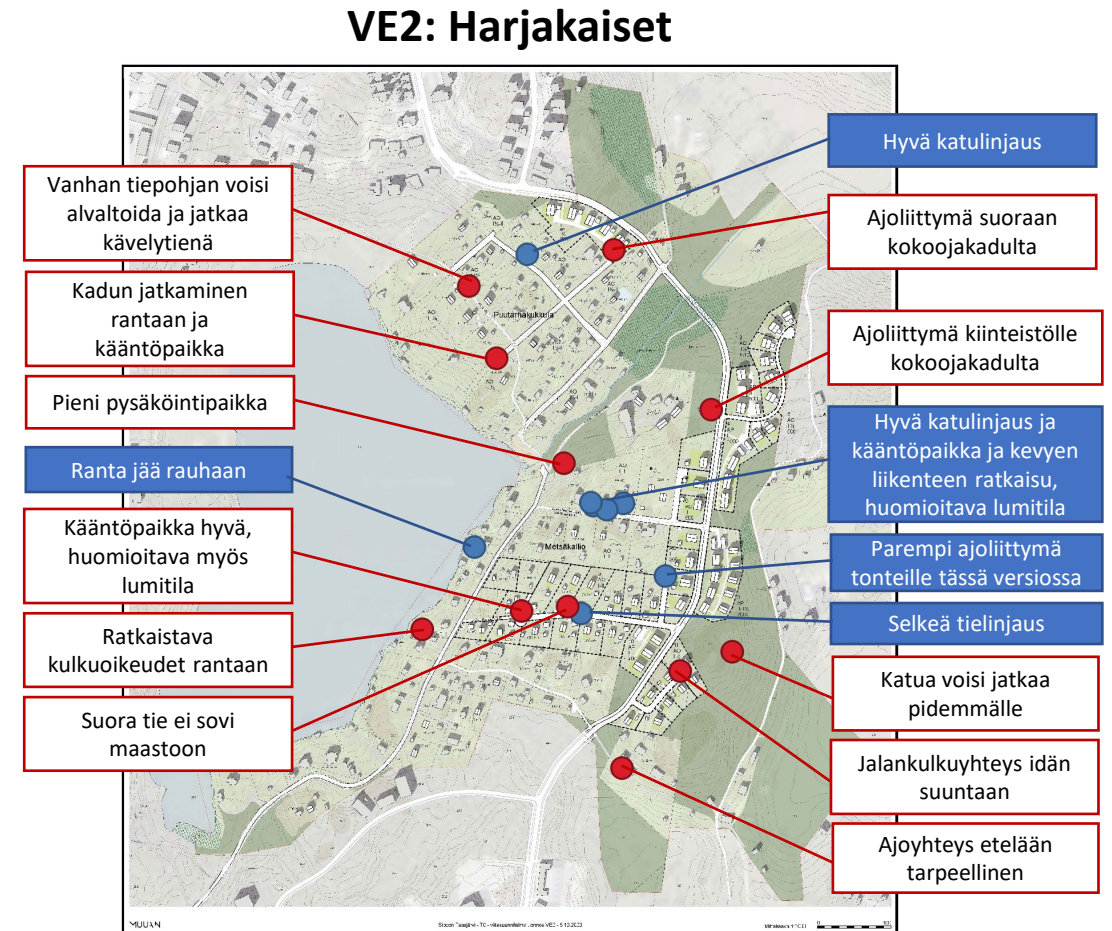 VE2: Harjakaiset
Vanhan tiepohjan voisi
alvaltoida ja jatkaa
kävelytienä
Kadun jatkaminen
rantaan ja
kääntöpaikka
Pieni pysäköintipaikka
Ranta jää rauhaan
Kääntöpaikka hyvä,
huomioitava myös
lumitila
Ratkaistava
kulkuoikeudet rantaan
Suora tie ei sovi
maastoon
Hyvä katulinjaus
Ajoliittymä suoraan
kokoojakadulta
Ajoliittymä kiinteistölle
kokoojakadulta
Hyvä katulinjaus ja
kääntöpaikka ja kevyen
liikenteen ratkaisu,
huomioitava lumitila
Parempi ajoliittymä
tonteille tässä versiossa
Selkeä tielinjaus
Katua voisi jatkaa
pidemmälle
Jalankulkuyhteys idän
suuntaan
Ajoyhteys etelään
tarpeellinen
Puutarhakukkula
Metsäkallio
MUUAN